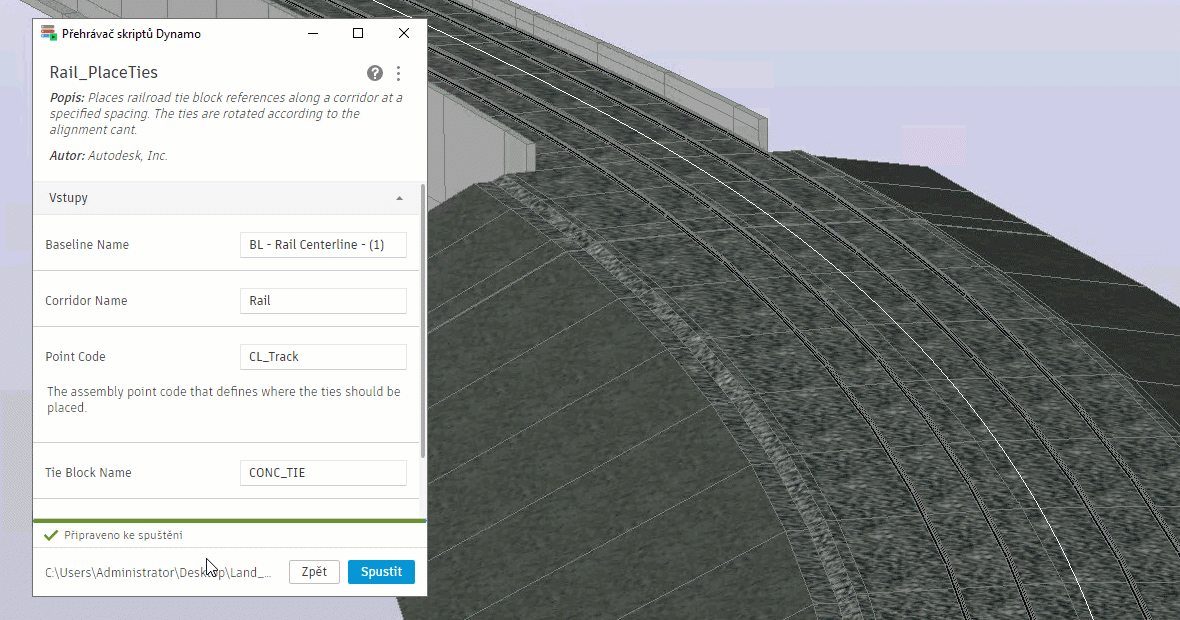 Přehrávač skriptů Dynamo
Rail_PlaceTies
Popis: Places railroad tie block references along a corridor at a
specified spacing. The ties are rotated according to the
alignment cant.
Autor: Autodesk, Inc.
Vstupy
Baseline Name
BL - Rail Centerline - (1)
Corridor Name
Rail
Point Code
CL_Track
The assembly point code that defines where the ties should be
placed.
Tie Block Name
CONC_TIE
Připraveno ke spuštění
C:\Users\Administrator\Desktop\Land_...
Zpět
Spustit